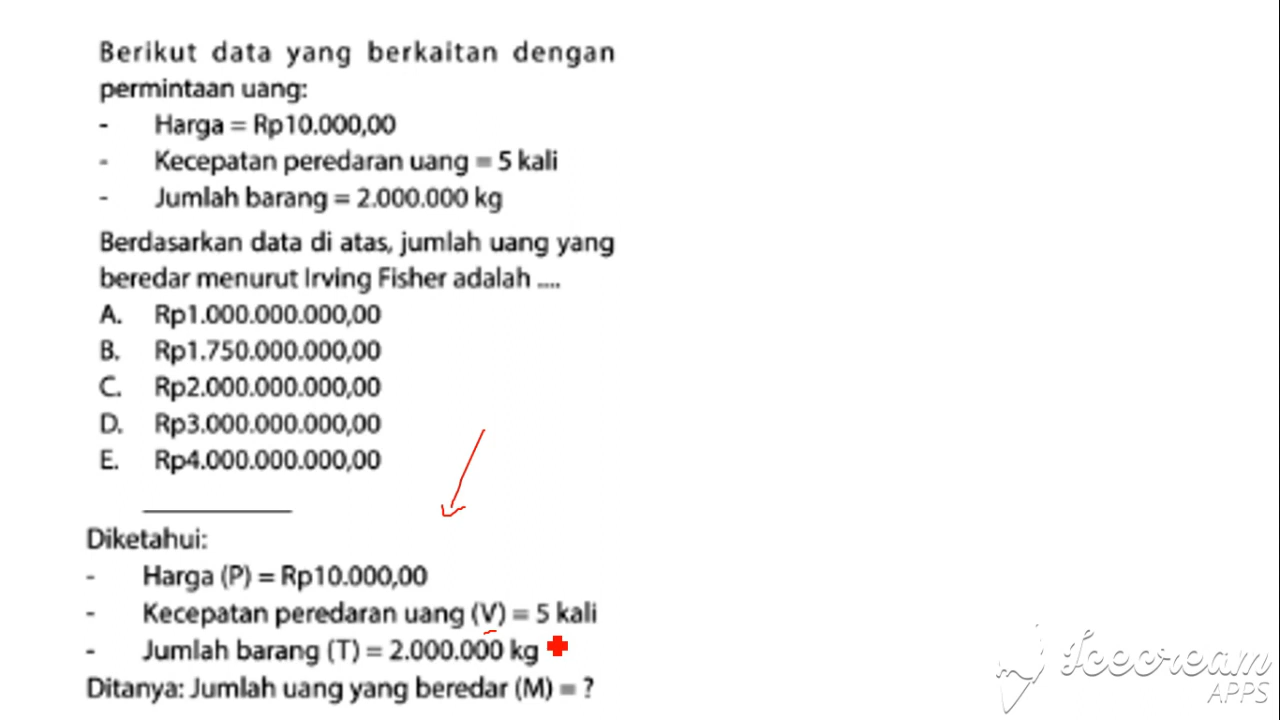 Berikut data yang berkaitan dengan
permintaan uang:
- Harga = Rp10.000,00
- Kecepatan peredaran uang = 5 kali
- Jumlah barang = 2.000.000 kg
Berdasarkan data di atas, jumlah uang yang
beredar menurut Irving Fisher adalah ....
A. Rp1.000.000.000,00
B. Rp1.750.000.000,00
C. Rp2.000.000.000,00
D. Rp3.000.000.000,00
E. Rp4.000.000.000,00
Diketahui:
- Harga (P) = Rp10.000,00
- Kecepatan peredaran uang (V) = 5 kali
- Jumlah barang (T) = 2.000.000 kg
Ditanya: Jumlah uang yang beredar (M) = ?
Icecream
APPS